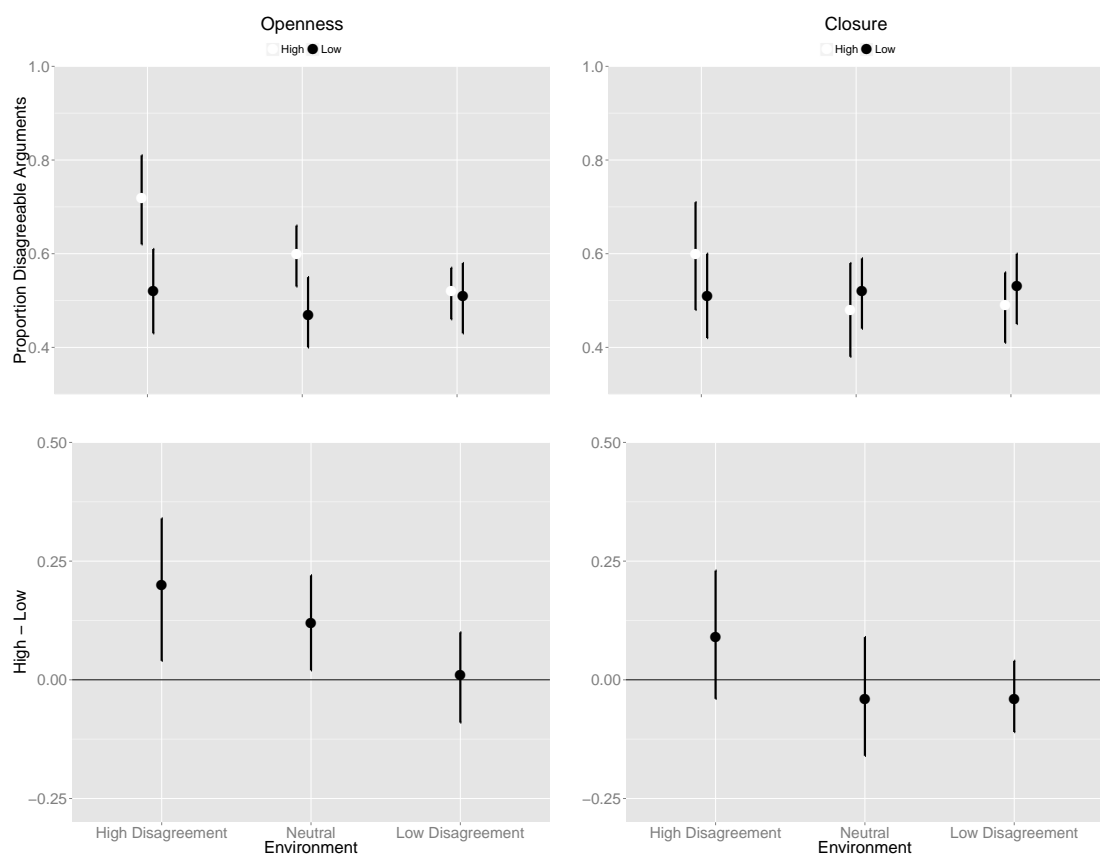 Openness
High Low
1.0
0.8
0.6
0.4
Proportion Disagreeable Arguments
Closure
High Low
1.0
0.8
0.6
0.4
0.50
0.25
0.00
−0.25
High − Low
High Disagreement Neutral Low Disagreement
Environment
0.50
0.25
0.00
−0.25
High Disagreement Neutral Low Disagreement
Environment